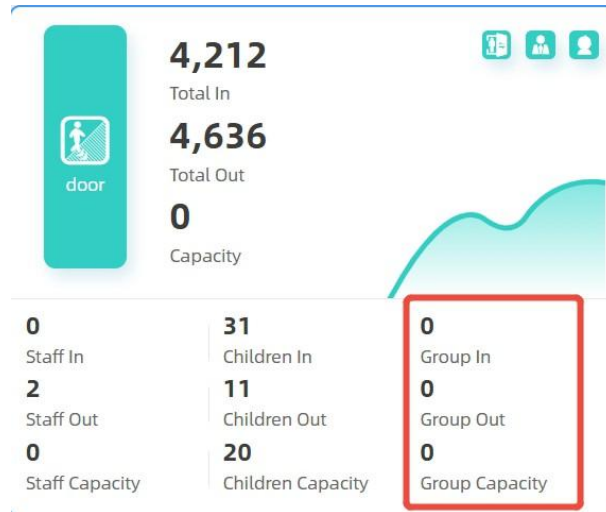 door
4,212
Total In
4,636
Total Out
0
Capacity
0
Staff In
2
Staff Out
0
Staff Capacity
31
Children In
11
Children Out
20
Children Capacity
0
Group In
0
Group Out
0
Group Capacity